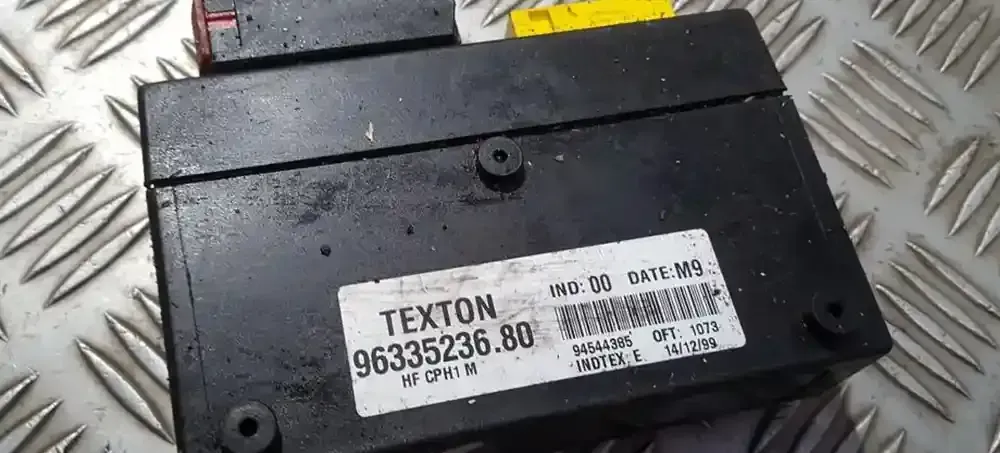 TEXTON
96335236.80
HF CPH1 M
IND: 00 DATE: M9
94544385 OFT: 1073
INDTEX, E. 14/12/99